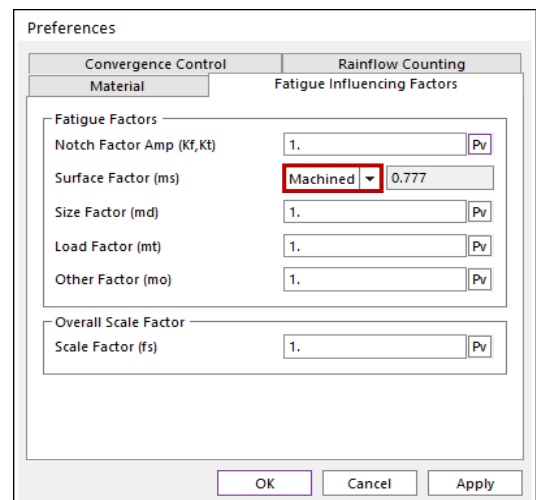 Preferences
Convergence Control Rainflow Counting
Material Fatigue Influencing Factors
Fatigue Factors
Notch Factor Amp (Kf,Kt) 1. Pv
Surface Factor (ms) Machined 0.777
Size Factor (md) 1. Pv
Load Factor (mt) 1. Pv
Other Factor (mo) 1. Pv
Overall Scale Factor
Scale Factor (fs) 1. Pv
OK Cancel Apply